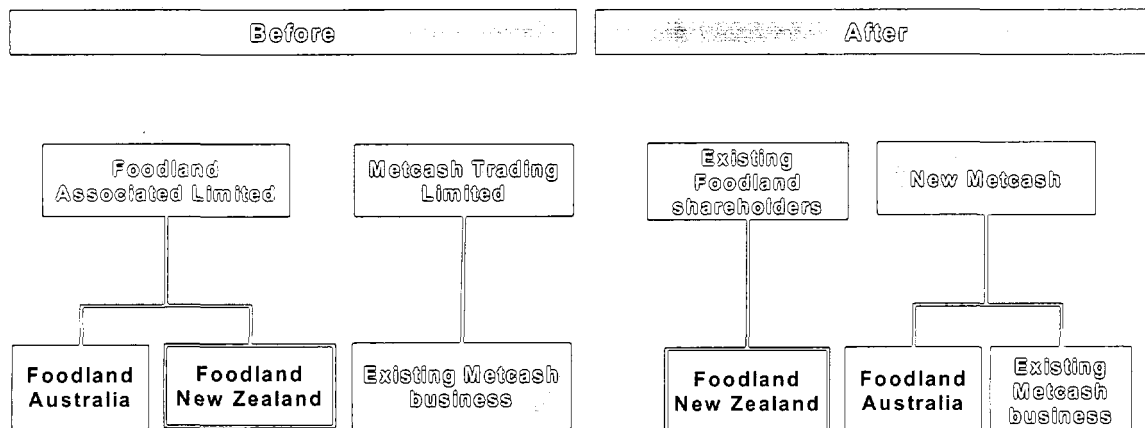 Before
After
Foodland
Associated Limited
Metcash Trading
Limited
Existing
Foodland
shareholders
New Metcash
Foodland
Australia
Foodland
New Zealand
Existing Metcash
business
Foodland
New Zealand
Foodland
Australia
Existing
Metcash
business